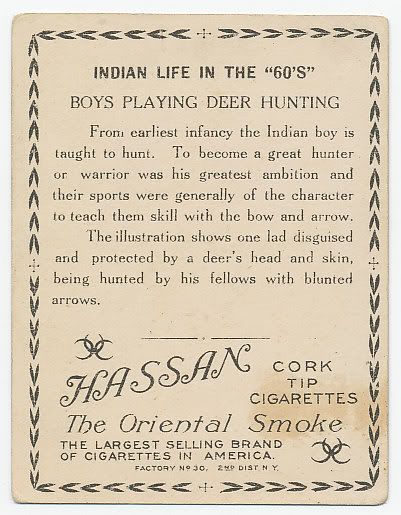 INDIAN LIFE IN THE "60'S"
BOYS PLAYING DEER HUNTING
From earliest infancy the Indian boy is
taught to hunt. To become a great hunter
or warrior was his greatest ambition and
their sports were generally of the character
to teach them skill with the bow and arrow.
The illustration shows one lad disguised
and protected by a deer's head and skin,
being hunted by his fellows with blunted
arrows.
HASSAN
CORK
TIP
CIGARETTES
The Oriental Smoke
THE LARGEST SELLING BRAND
OF CIGARETTES IN AMERICA.
FACTORY Nº 30, 2ND DIST. N.Y.